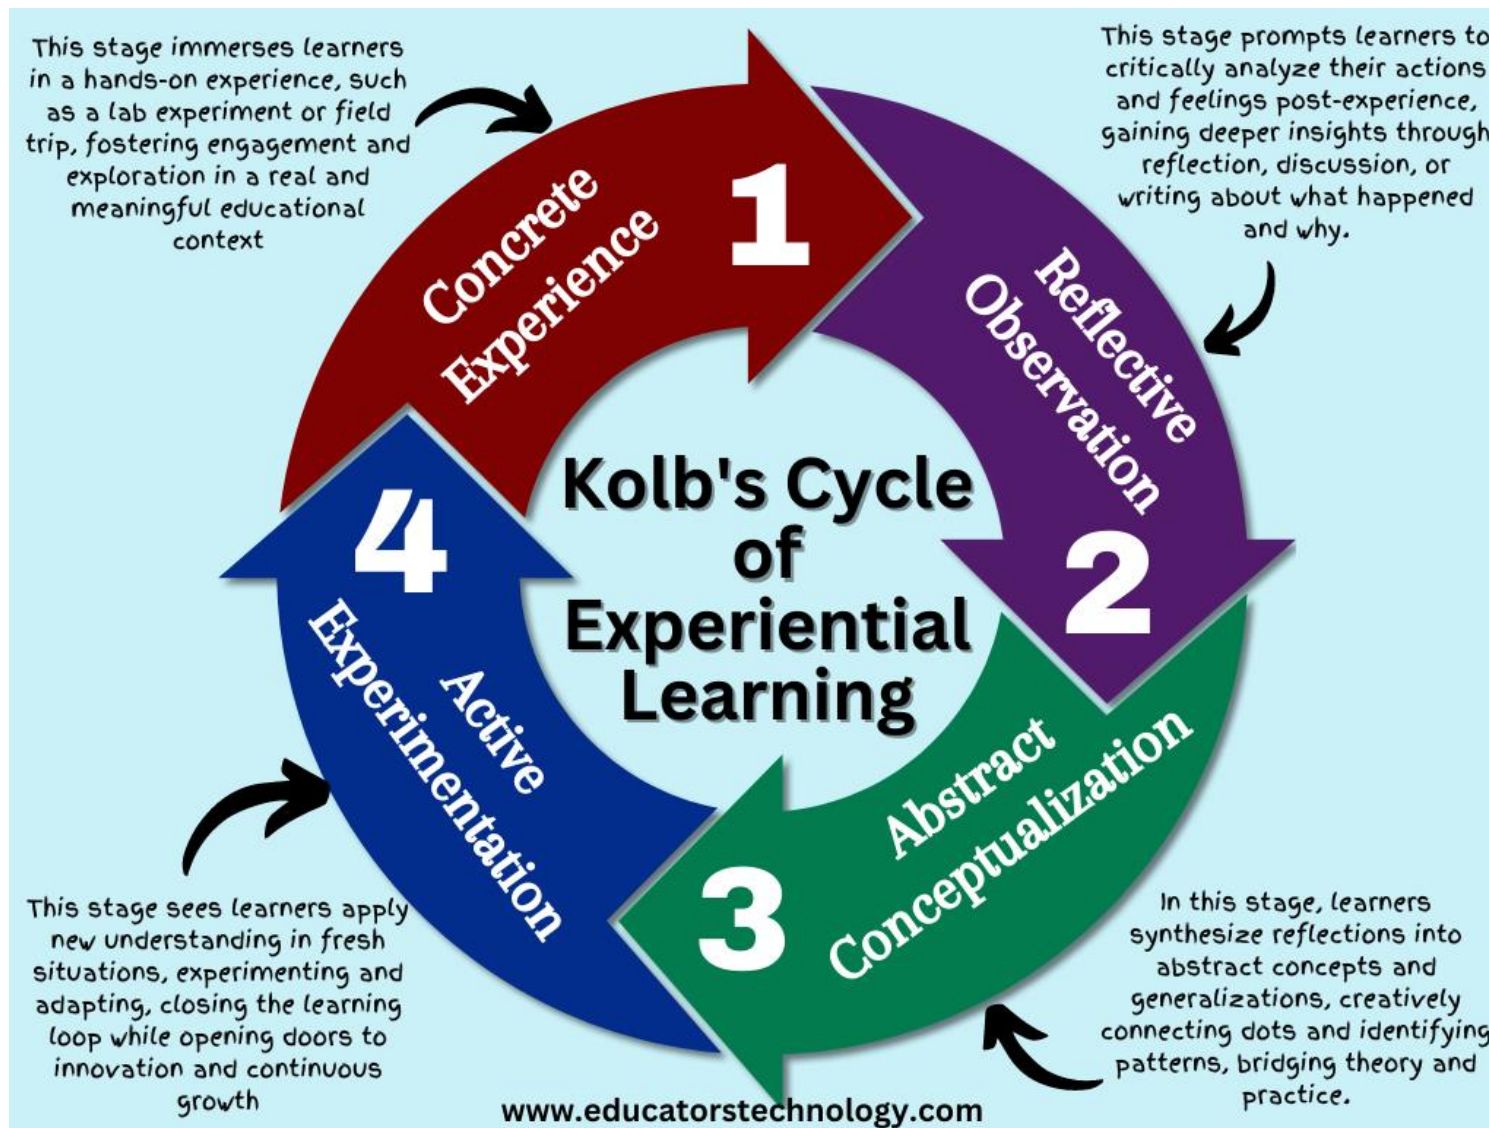 This stage immerses learners
in a hands-on experience, such
as a lab experiment or field
trip, fostering engagement and
exploration in a real and
meaningful educational
context
Concrete
Experience
1
This stage prompts learners to
critically analyze their actions
and feelings post-experience,
gaining deeper insights through
reflection, discussion, or
writing about what happened
and why.
Reflective
Observation
2
Kolb's Cycle
of
Experiential
Learning
Abstract
Conceptualization
3
In this stage, learners
synthesize reflections into
abstract concepts and
generalizations, creatively
connecting dots and identifying
patterns, bridging theory and
practice.
4
Active
Experimentation
This stage sees learners apply
new understanding in fresh
situations, experimenting and
adapting, closing the learning
loop while opening doors to
innovation and continuous
growth
www.educatorstechnology.com